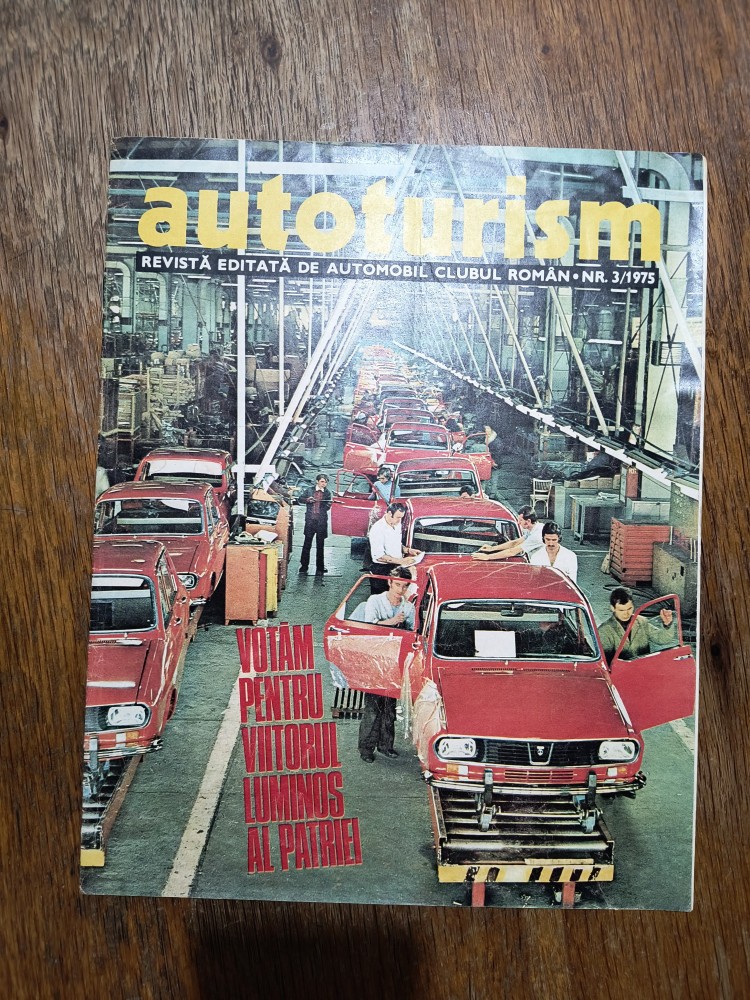 autoturism
REVISTĂ EDITATĂ DE AUTOMOBIL CLUBUL ROMÂN • NR. 3/1975
VOTĂM
PENTRU
VIITORUL
LUMINOS
AL PATRIEI